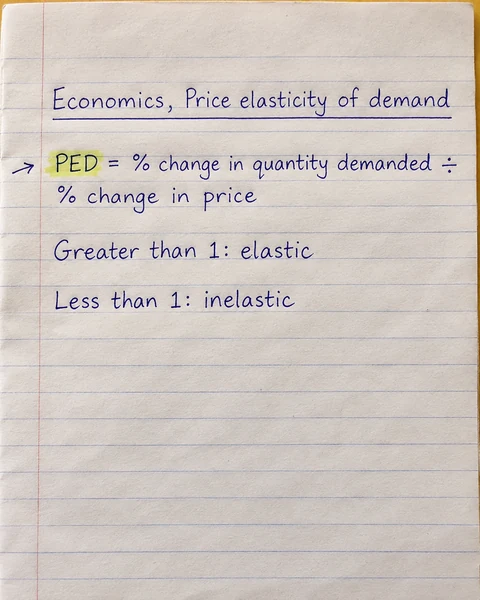 Economics, Price elasticity of demand
→ PED = % change in quantity demanded ÷
% change in price
Greater than 1: elastic
Less than 1: inelastic